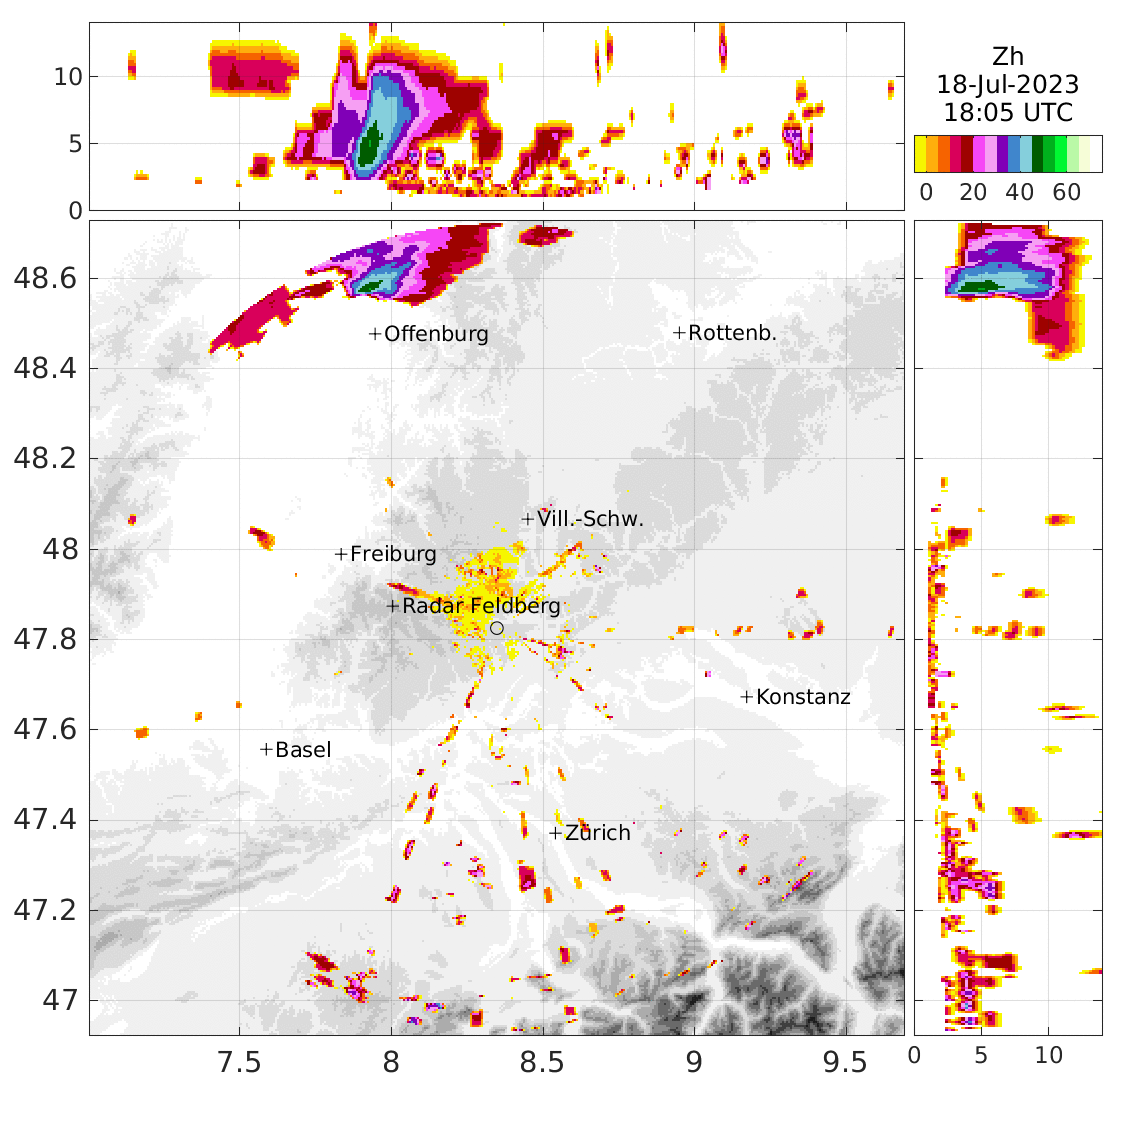 Zh
18-Jul-2023
18:05 UTC
0 20 40 60
10
5
0
48.6
Offenburg
Rottenb.
48.4
48.2
Vill.-Schw.
48
Freiburg
Radar Feldberg
47.8
Konstanz
47.6
Basel
47.4
Zürich
47.2
47
7.5 8 8.5 9 9.5
0 5 10